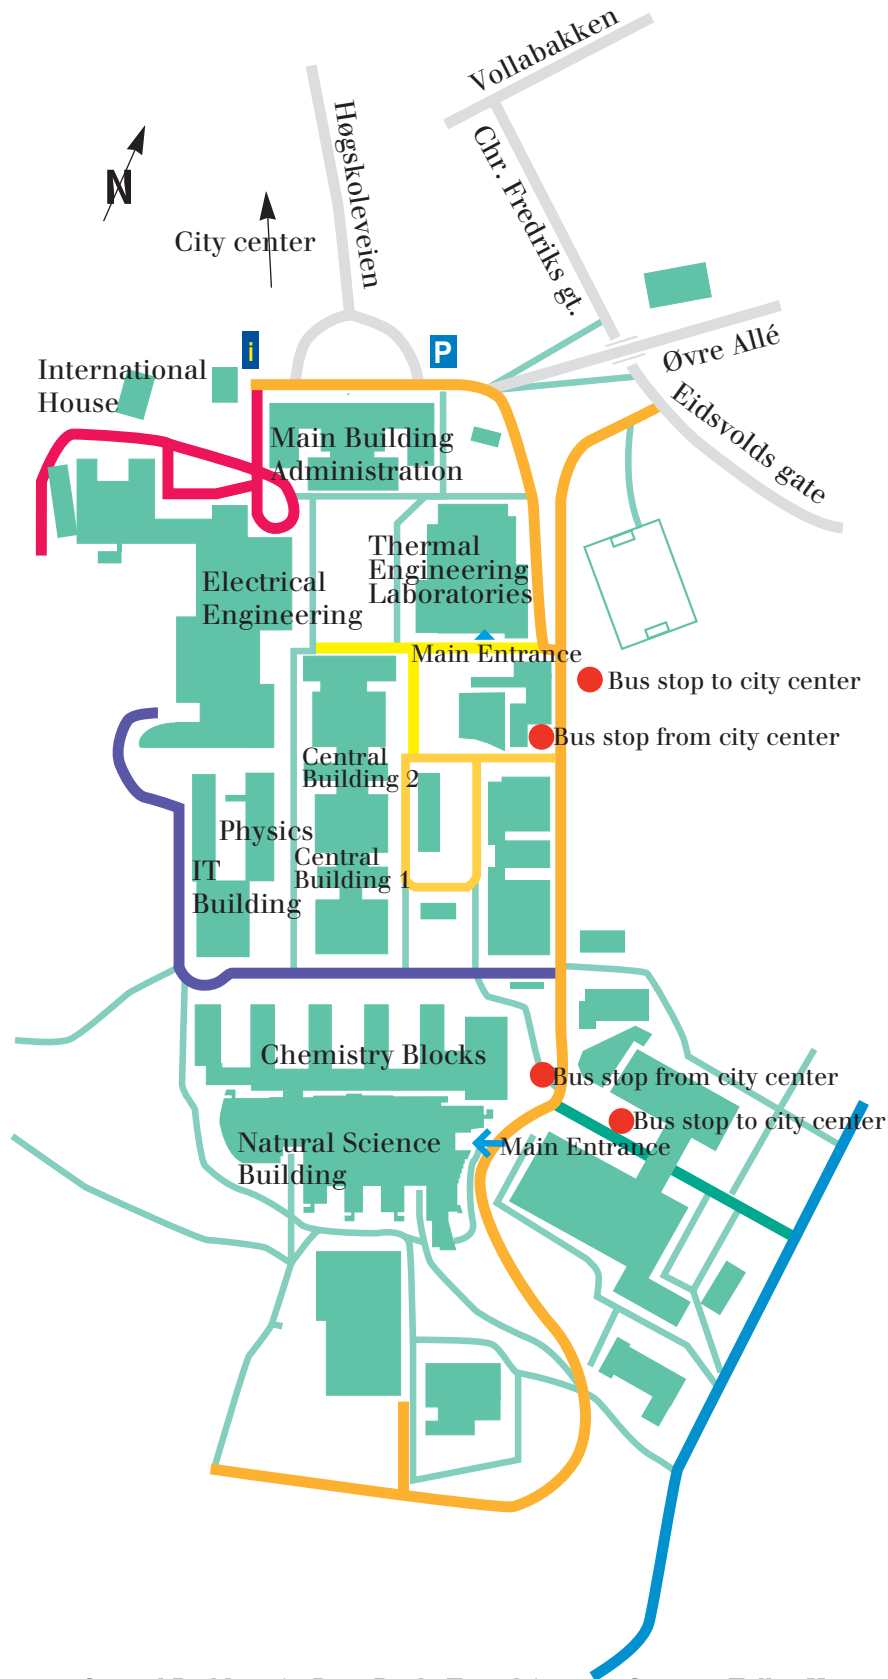 Vollabakken
Høgskoleveien
Chr. Fredriks gt.
N
City center
i
P
Øvre Allé
International
House
Eidsvolds gate
Main Building
Administration
Thermal
Engineering
Laboratories
Electrical
Engineering
Main Entrance
Bus stop to city center
Bus stop from city center
Central
Building 2
Physics
Central
Building 1
IT
Building
Chemistry Blocks
Bus stop from city center
Bus stop to city center
Natural Science
Building
Main Entrance